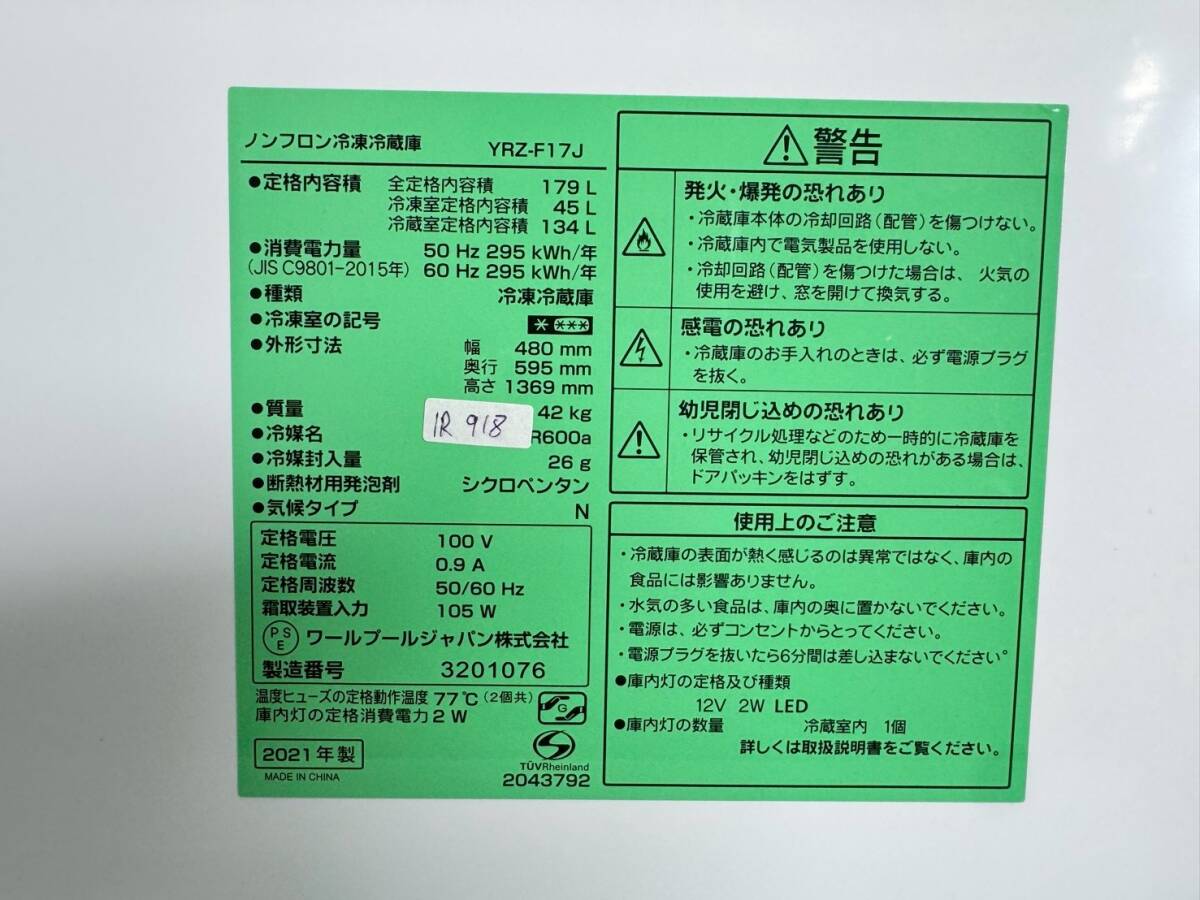 ノンフロン冷凍冷蔵庫 YRZ-F17J
●定格内容積 全定格内容積 179 L
冷凍室定格内容積 45 L
冷蔵室定格内容積 134 L
●消費電力量 50 Hz 295 kWh/年
(JIS C9801-2015年) 60 Hz 295 kWh/年
●種類 冷凍冷蔵庫
●冷凍室の記号 * ***
●外形寸法 幅 480 mm
奥行 595 mm
高さ 1369 mm
●質量 42 kg
●冷媒名 R600a
IR 918
●冷媒封入量 26 g
●断熱材用発泡剤 シクロペンタン
●気候タイプ N
定格電圧 100 V
定格電流 0.9 A
定格周波数 50/60 Hz
霜取装置入力 105 W
PSE ワールプールジャパン株式会社
製造番号 3201076
温度ヒューズの定格動作温度 77℃ (2個共)
庫内灯の定格消費電力 2 W
G
2021年製
MADE IN CHINA
TÜVRheinland
2043792
警告
発火・爆発の恐れあり
・冷蔵庫本体の冷却回路(配管)を傷つけない。
・冷蔵庫内で電気製品を使用しない。
・冷却回路(配管)を傷つけた場合は、火気の
使用を避け、窓を開けて換気する。
感電の恐れあり
・冷蔵庫のお手入れのときは、必ず電源プラグ
を抜く。
幼児閉じ込めの恐れあり
・リサイクル処理などのため一時的に冷蔵庫を
保管され、幼児閉じ込めの恐れがある場合は、
ドアパッキンをはずす。
使用上のご注意
・冷蔵庫の表面が熱く感じるのは異常ではなく、庫内の
食品には影響ありません。
・水気の多い食品は、庫内の奥に置かないでください。
・電源は、必ずコンセントからとってください。
・電源プラグを抜いたら6分間は差し込まないでください。
●庫内灯の定格及び種類
12V 2W LED
●庫内灯の数量 冷蔵室内 1個
詳しくは取扱説明書をご覧ください。